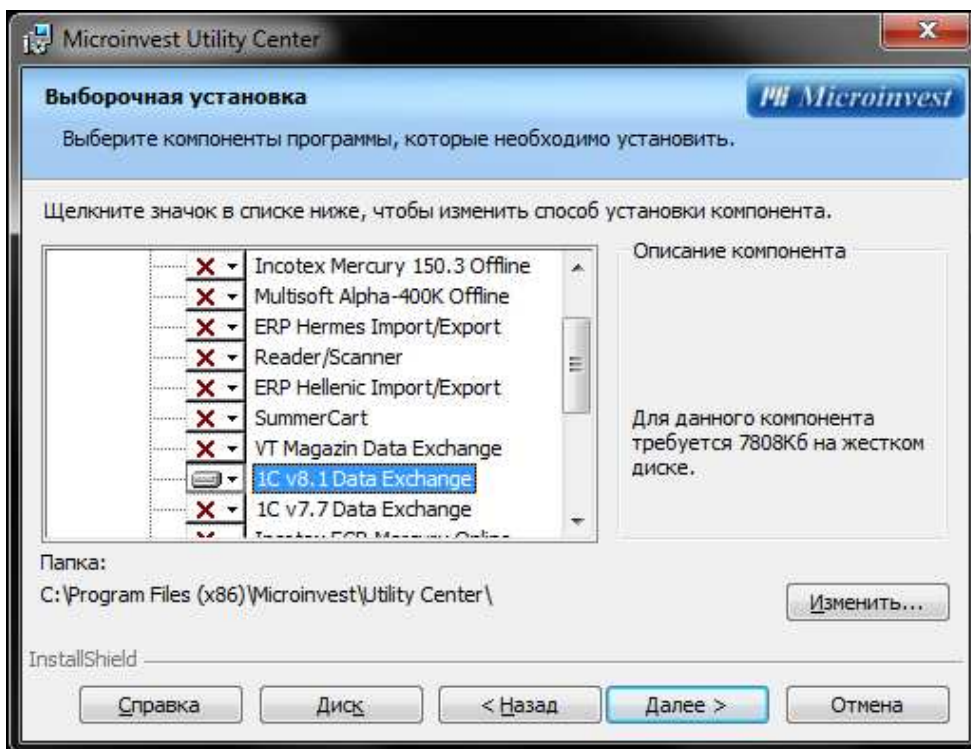 Microinvest Utility Center
Выборочная установка
Microinvest
Выберите компоненты программы, которые необходимо установить.
Щелкните значок в списке ниже, чтобы изменить способ установки компонента.
Incotex Mercury 150.3 Offline
Multisoft Alpha-400K Offline
ERP Hermes Import/Export
Reader/Scanner
ERP Hellenic Import/Export
SummerCart
VT Magazin Data Exchange
1C v8.1 Data Exchange
1C v7.7 Data Exchange
Описание компонента
Для данного компонента
требуется 7808Кб на жестком
диске.
Папка:
C:\Program Files (x86)\Microinvest\Utility Center\
Изменить...
InstallShield
Справка
Диск
< Назад
Далее >
Отмена